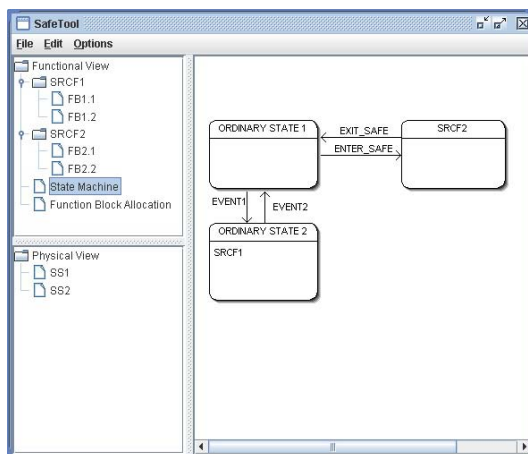 SafeTool
File Edit Options
Functional View
SRCF1
FB1.1
FB1.2
SRCF2
FB2.1
FB2.2
State Machine
Function Block Allocation
Physical View
SS1
SS2
ORDINARY STATE 1
EXIT_SAFE
SRCF2
ENTER_SAFE
EVENT1
EVENT2
ORDINARY STATE 2
SRCF1